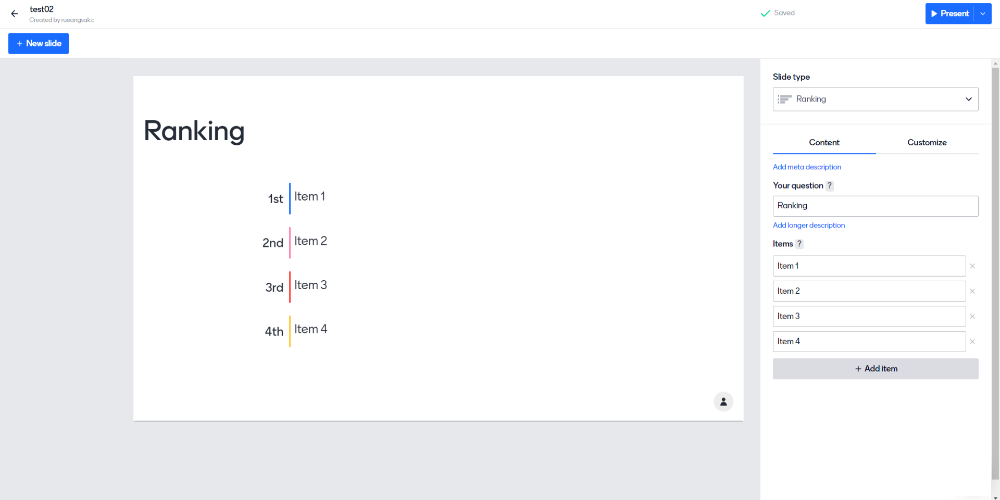 test02
Created by rueangsak.c
Saved
Present
+ New slide
Ranking
1st Item 1
2nd Item 2
3rd Item 3
4th Item 4
Slide type
Ranking
Content Customize
Add meta description
Your question ?
Ranking
Add longer description
Items ?
Item 1
Item 2
Item 3
Item 4
+ Add item